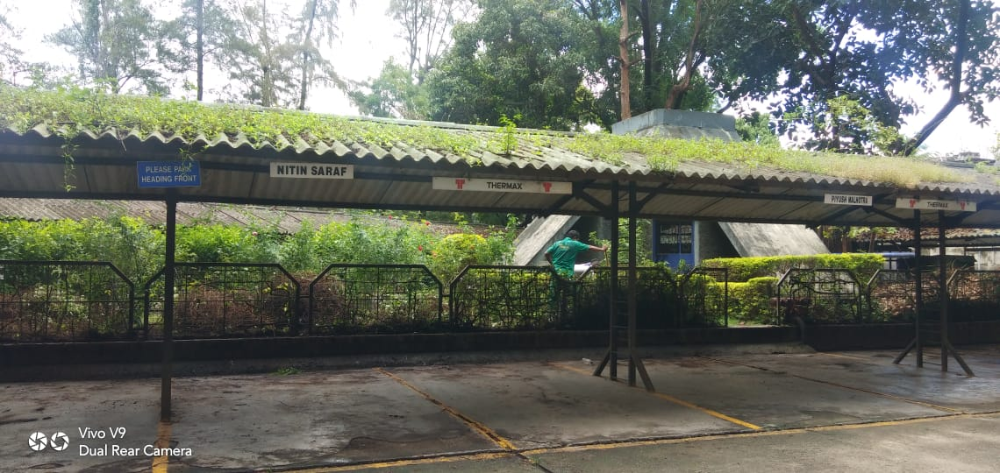 PLEASE PARK
HEADING FRONT
NITIN SARAF
THERMAX
PIYUSH MALHOTRA
THERMAX
Vivo V9
Dual Rear Camera